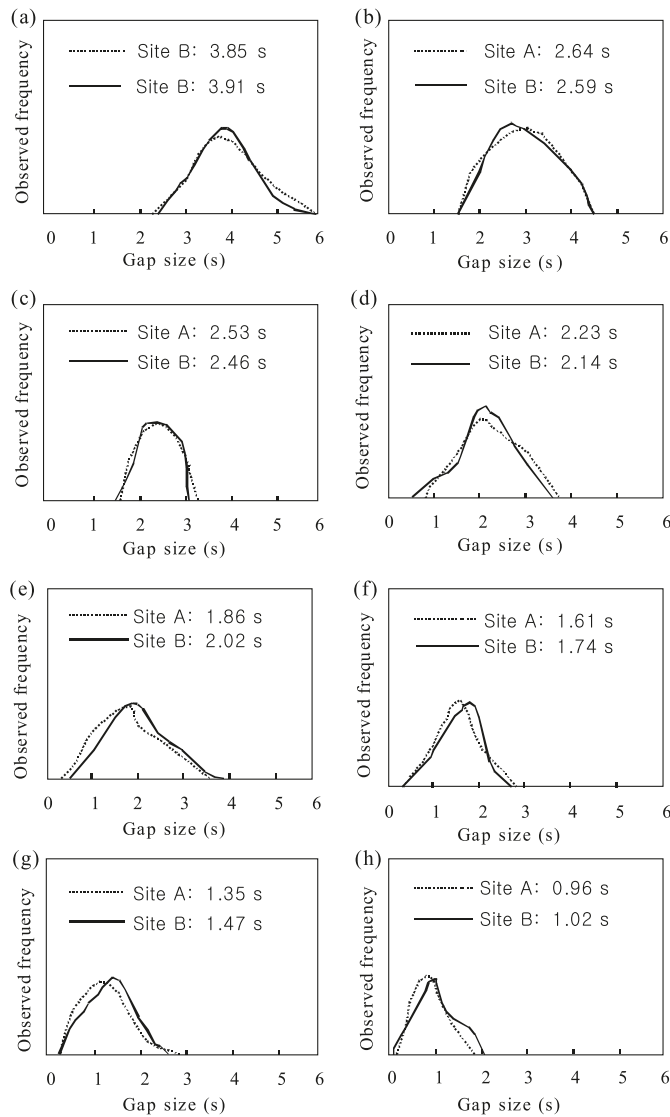 (a)
Site B: 3.85 s
Site B: 3.91 s
Observed frequency
0 1 2 3 4 5 6
Gap size (s)
(b)
Site A: 2.64 s
Site B: 2.59 s
Observed frequency
0 1 2 3 4 5 6
Gap size (s)
(c)
Site A: 2.53 s
Site B: 2.46 s
Observed frequency
0 1 2 3 4 5 6
Gap size (s)
(d)
Site A: 2.23 s
Site B: 2.14 s
Observed frequency
0 1 2 3 4 5 6
Gap size (s)
(e)
Site A: 1.86 s
Site B: 2.02 s
Observed frequency
0 1 2 3 4 5 6
Gap size (s)
(f)
Site A: 1.61 s
Site B: 1.74 s
Observed frequency
0 1 2 3 4 5 6
Gap size (s)
(g)
Site A: 1.35 s
Site B: 1.47 s
Observed frequency
0 1 2 3 4 5 6
Gap size (s)
(h)
Site A: 0.96 s
Site B: 1.02 s
Observed frequency
0 1 2 3 4 5 6
Gap size (s)